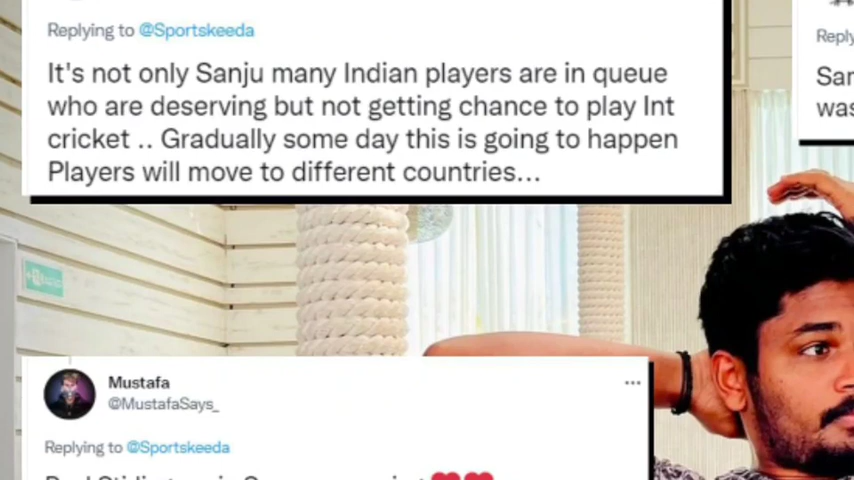 Replying to @Sportskeeda
It's not only Sanju many Indian players are in queue
who are deserving but not getting chance to play Int
cricket .. Gradually some day this is going to happen
Players will move to different countries...
Reply
San
was
Mustafa
@MustafaSays_
Replying to @Sportskeeda